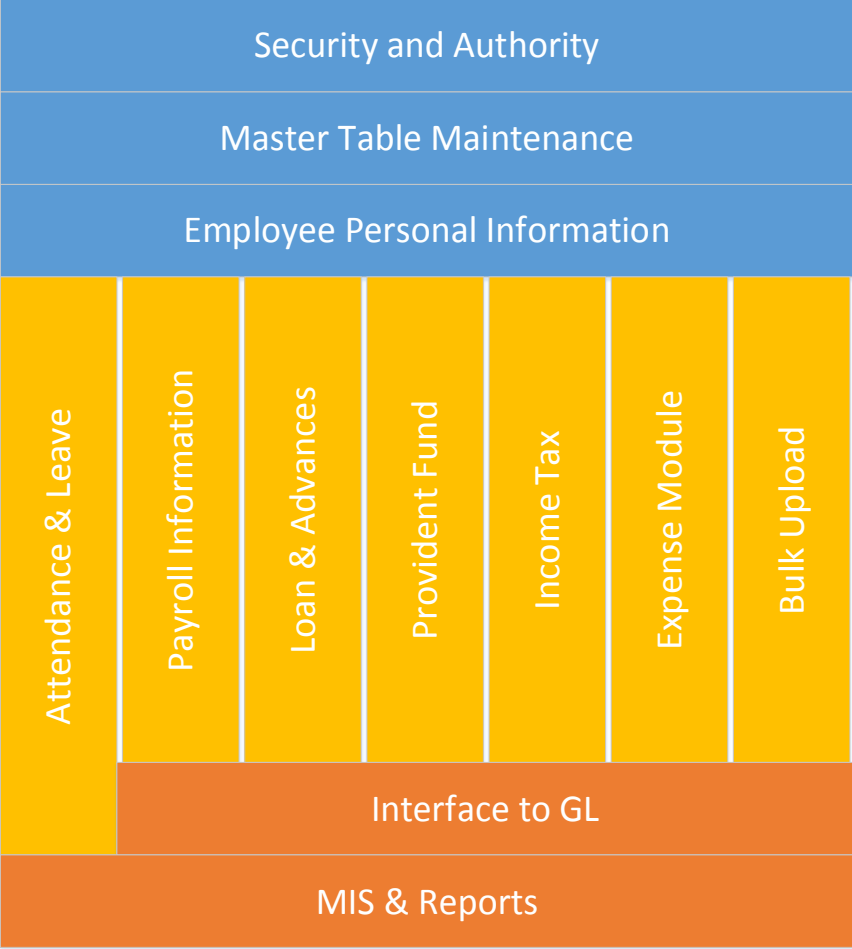 Security and Authority
Master Table Maintenance
Employee Personal Information
Attendance & Leave
Payroll Information
Loan & Advances
Provident Fund
Income Tax
Expense Module
Bulk Upload
Interface to GL
MIS & Reports